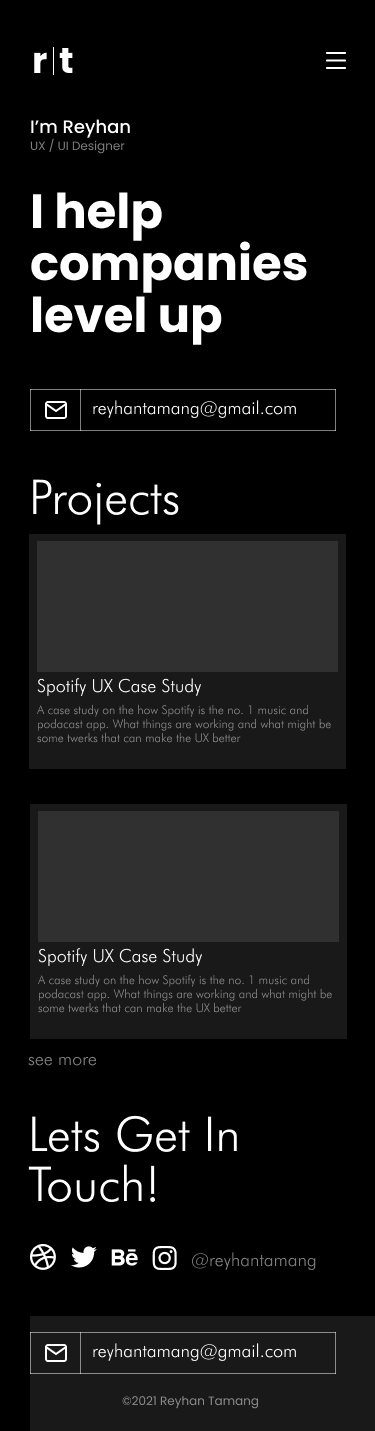 r|t
I'm Reyhan
UX / UI Designer
I help
companies
level up
reyhantamang@gmail.com
Projects
Spotify UX Case Study
A case study on the how Spotify is the no. 1 music and
podacast app. What things are working and what might be
some twerks that can make the UX better
Spotify UX Case Study
A case study on the how Spotify is the no. 1 music and
podacast app. What things are working and what might be
some twerks that can make the UX better
see more
Lets Get In
Touch!
Bē @reyhantamang
reyhantamang@gmail.com
©2021 Reyhan Tamang